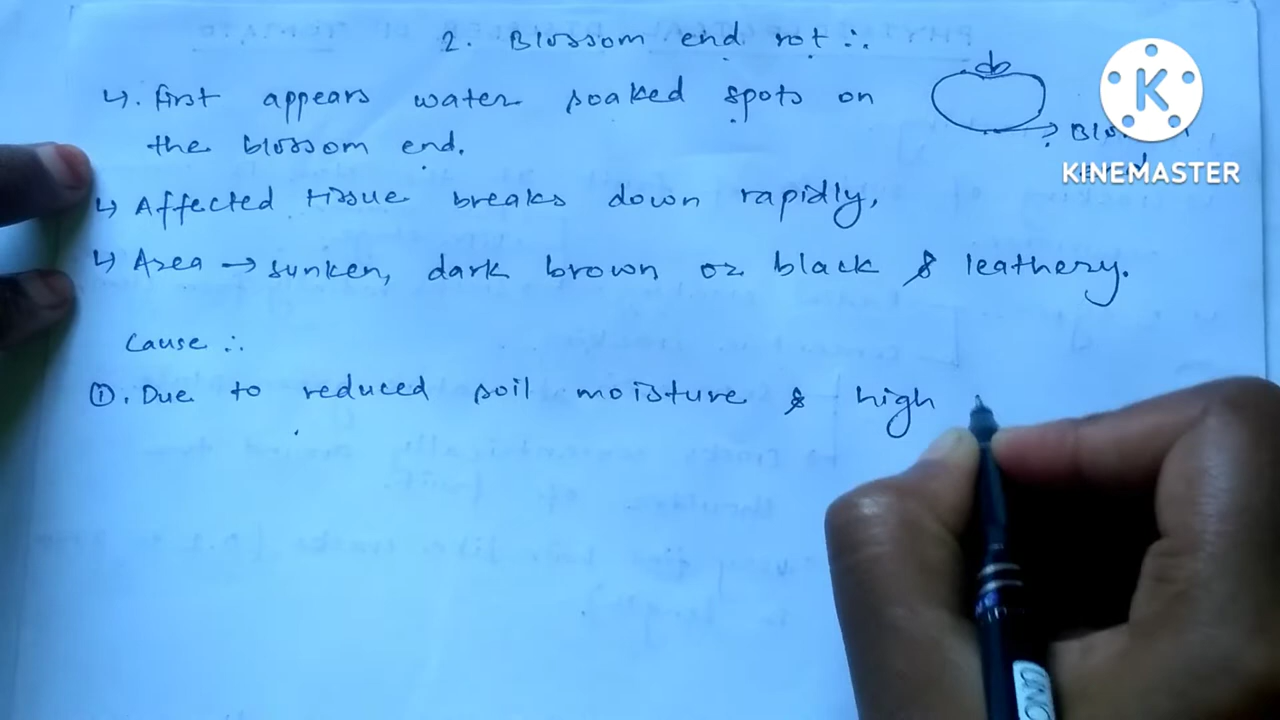 2. Blossom end rot :.
↳. First appears water soaked spots on
the blossom end.
↳ Affected tissue breaks down rapidly,
↳ Area → sunken, dark brown or black & leathery.
Cause :.
①. Due to reduced soil moisture & high
K
KINEMASTER